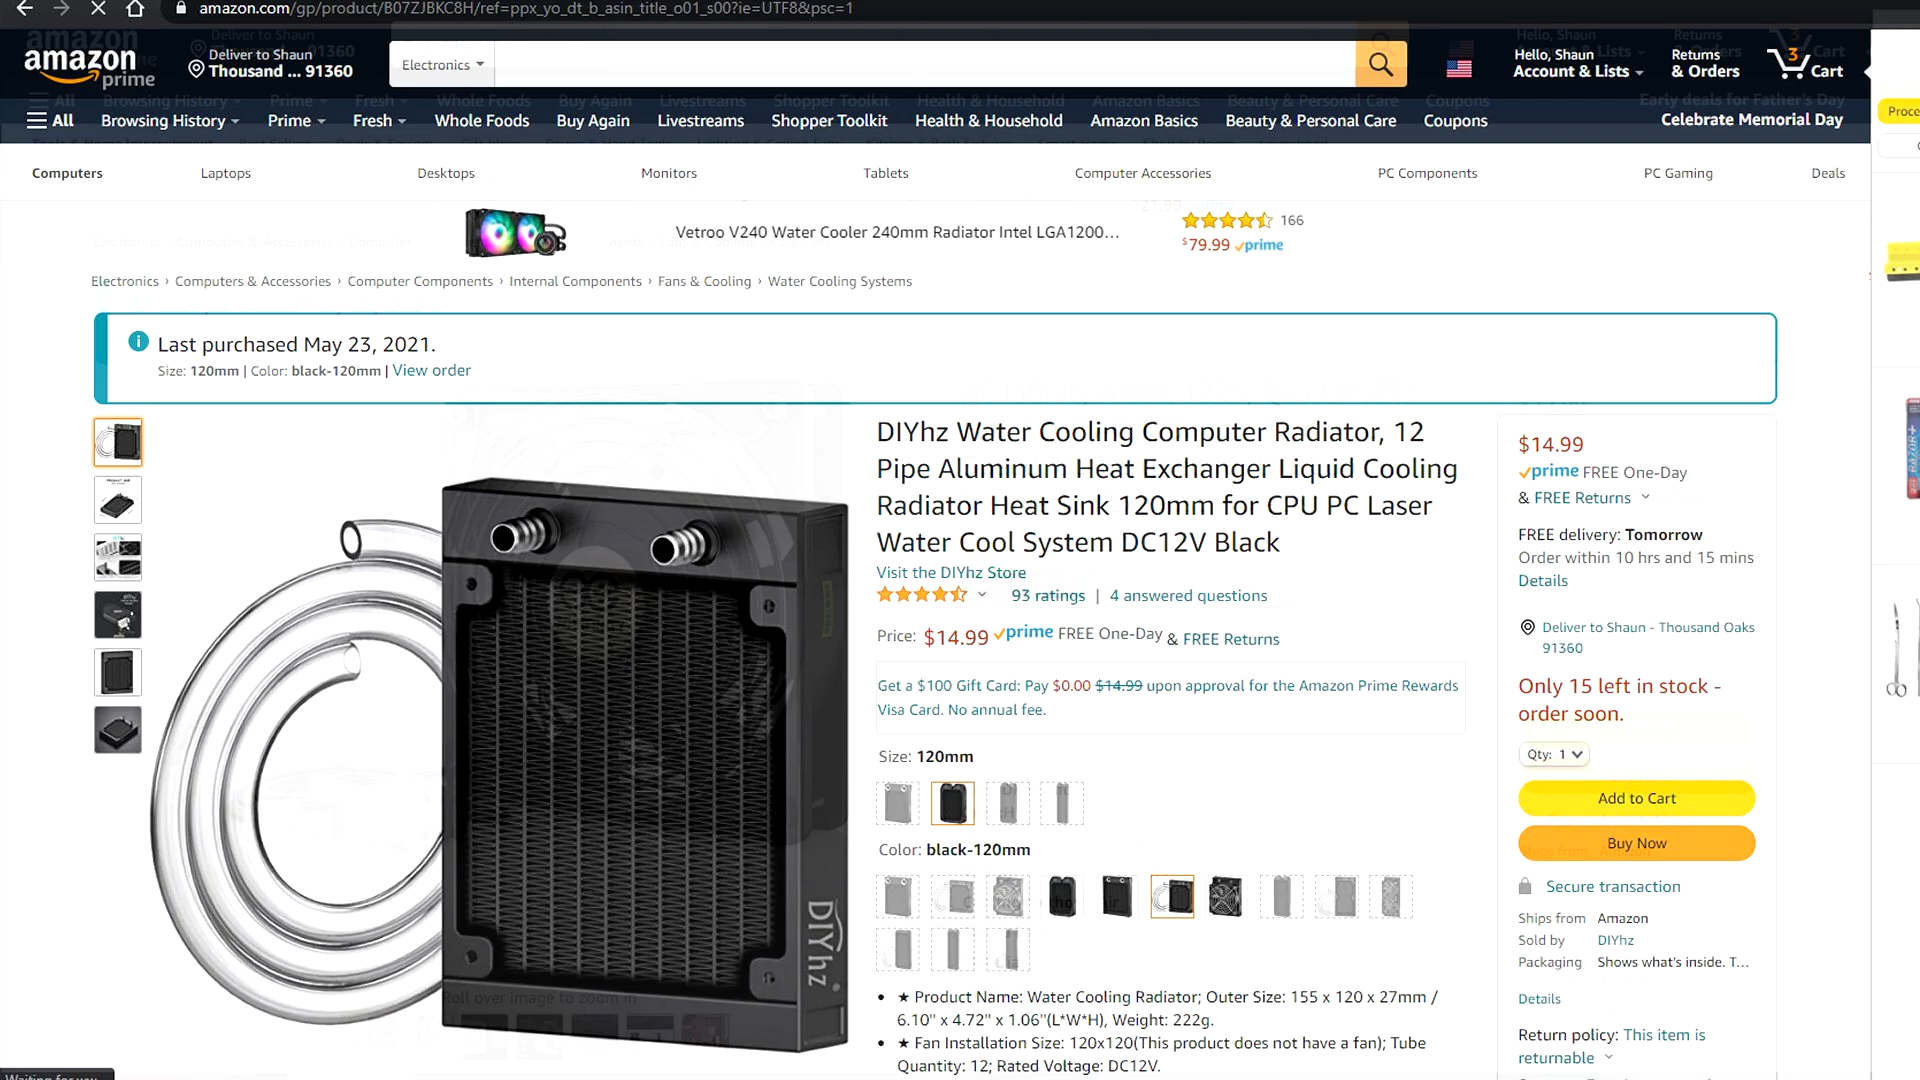 amazon.com/gp/product/B07ZJBKC8H/ref=ppx_yo_dt_b_asin_title_o01_s00?ie=UTF8&psc=1
amazon prime
Deliver to Shaun
Thousand ... 91360
Electronics
Hello, Shaun
Account & Lists
Returns
& Orders
3
Cart
All
Browsing History
Prime
Fresh
Whole Foods
Buy Again
Livestreams
Shopper Toolkit
Health & Household
Amazon Basics
Beauty & Personal Care
Coupons
Celebrate Memorial Day
Computers
Laptops
Desktops
Monitors
Tablets
Computer Accessories
PC Components
PC Gaming
Deals
Vetroo V240 Water Cooler 240mm Radiator Intel LGA1200...
166
$79.99 prime
Electronics › Computers & Accessories › Computer Components › Internal Components › Fans & Cooling › Water Cooling Systems
Last purchased May 23, 2021.
Size: 120mm | Color: black-120mm | View order
DIYhz Water Cooling Computer Radiator, 12
Pipe Aluminum Heat Exchanger Liquid Cooling
Radiator Heat Sink 120mm for CPU PC Laser
Water Cool System DC12V Black
Visit the DIYhz Store
93 ratings | 4 answered questions
Price: $14.99 prime FREE One-Day & FREE Returns
Get a $100 Gift Card: Pay $0.00 $14.99 upon approval for the Amazon Prime Rewards
Visa Card. No annual fee.
Size: 120mm
Color: black-120mm
★ Product Name: Water Cooling Radiator; Outer Size: 155 x 120 x 27mm /
6.10'' x 4.72'' x 1.06''(L*W*H), Weight: 222g.
★ Fan Installation Size: 120x120(This product does not have a fan); Tube
Quantity: 12; Rated Voltage: DC12V.
DIYhz
Roll over image to zoom in
$14.99
prime FREE One-Day
& FREE Returns
FREE delivery: Tomorrow
Order within 10 hrs and 15 mins
Details
Deliver to Shaun - Thousand Oaks
91360
Only 15 left in stock -
order soon.
Qty: 1
Add to Cart
Buy Now
Secure transaction
Ships from Amazon
Sold by DIYhz
Packaging Shows what's inside. T...
Details
Return policy: This item is
returnable